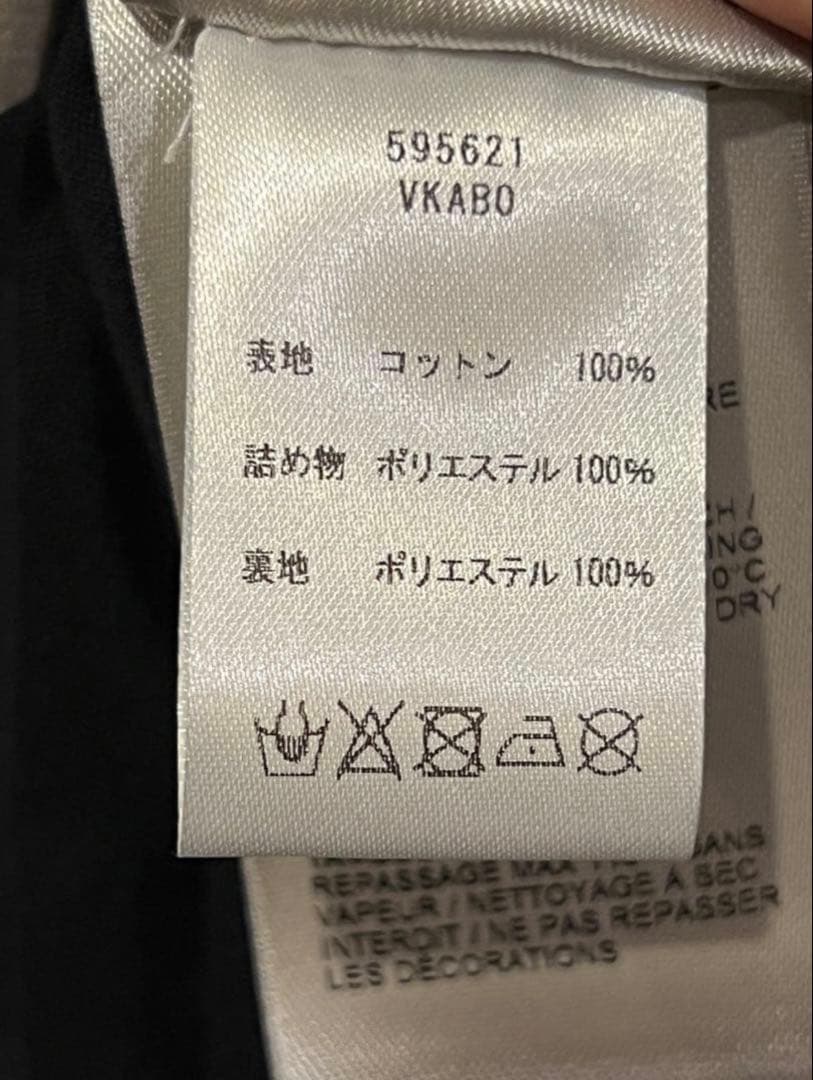 595621
VKAB0
表地 コットン 100%
詰め物 ポリエステル 100%
裏地 ポリエステル 100%
RE
CH /
ING
0°C
DRY
SANS
REPASSAGE MAX
VAPEUR / NETTOYAGE À SEC
INTERDIT / NE PAS REPASSER
LES DÉCORATIONS